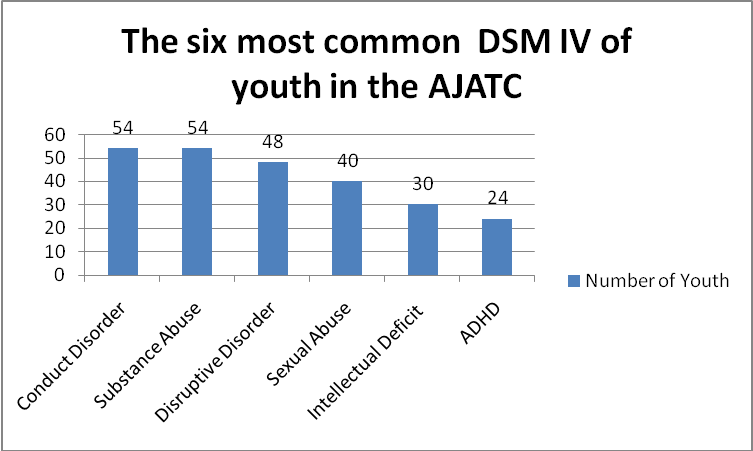 The six most common  DSM IV of
youth in the AJATC
54
54
48
40
30
24
60
50
40
30
20
10
0
Conduct Disorder
Substance Abuse
Disruptive Disorder
Sexual Abuse
Intellectual Deficit
ADHD
Number of Youth